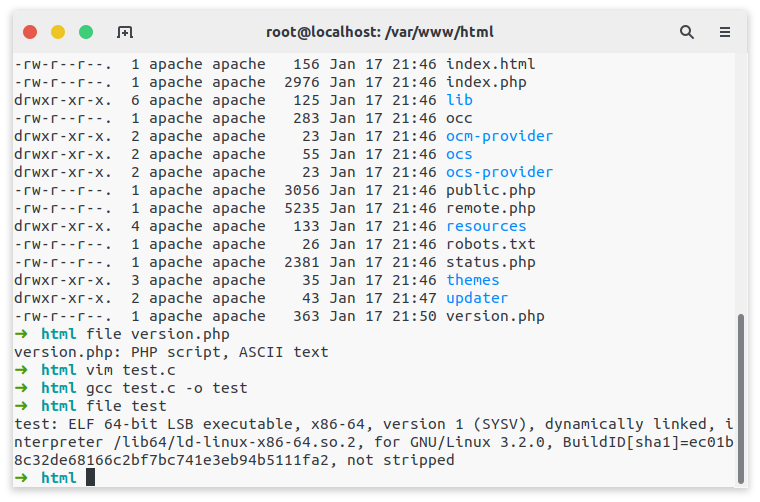 root@localhost: /var/www/html
-rw-r--r--. 1 apache apache 156 Jan 17 21:46 index.html
-rw-r--r--. 1 apache apache 2976 Jan 17 21:46 index.php
drwxr-xr-x. 6 apache apache 125 Jan 17 21:46 lib
-rw-r--r--. 1 apache apache 283 Jan 17 21:46 occ
drwxr-xr-x. 2 apache apache 23 Jan 17 21:46 ocm-provider
drwxr-xr-x. 2 apache apache 55 Jan 17 21:46 ocs
drwxr-xr-x. 2 apache apache 23 Jan 17 21:46 ocs-provider
-rw-r--r--. 1 apache apache 3056 Jan 17 21:46 public.php
-rw-r--r--. 1 apache apache 5235 Jan 17 21:46 remote.php
drwxr-xr-x. 4 apache apache 133 Jan 17 21:46 resources
-rw-r--r--. 1 apache apache 26 Jan 17 21:46 robots.txt
-rw-r--r--. 1 apache apache 2381 Jan 17 21:46 status.php
drwxr-xr-x. 3 apache apache 35 Jan 17 21:46 themes
drwxr-xr-x. 2 apache apache 43 Jan 17 21:47 updater
-rw-r--r--. 1 apache apache 363 Jan 17 21:50 version.php
➜ html file version.php
version.php: PHP script, ASCII text
➜ html vim test.c
➜ html gcc test.c -o test
➜ html file test
test: ELF 64-bit LSB executable, x86-64, version 1 (SYSV), dynamically linked, i
nterpreter /lib64/ld-linux-x86-64.so.2, for GNU/Linux 3.2.0, BuildID[sha1]=ec01b
8c32de68166c2bf7bc741e3eb94b5111fa2, not stripped
➜ html